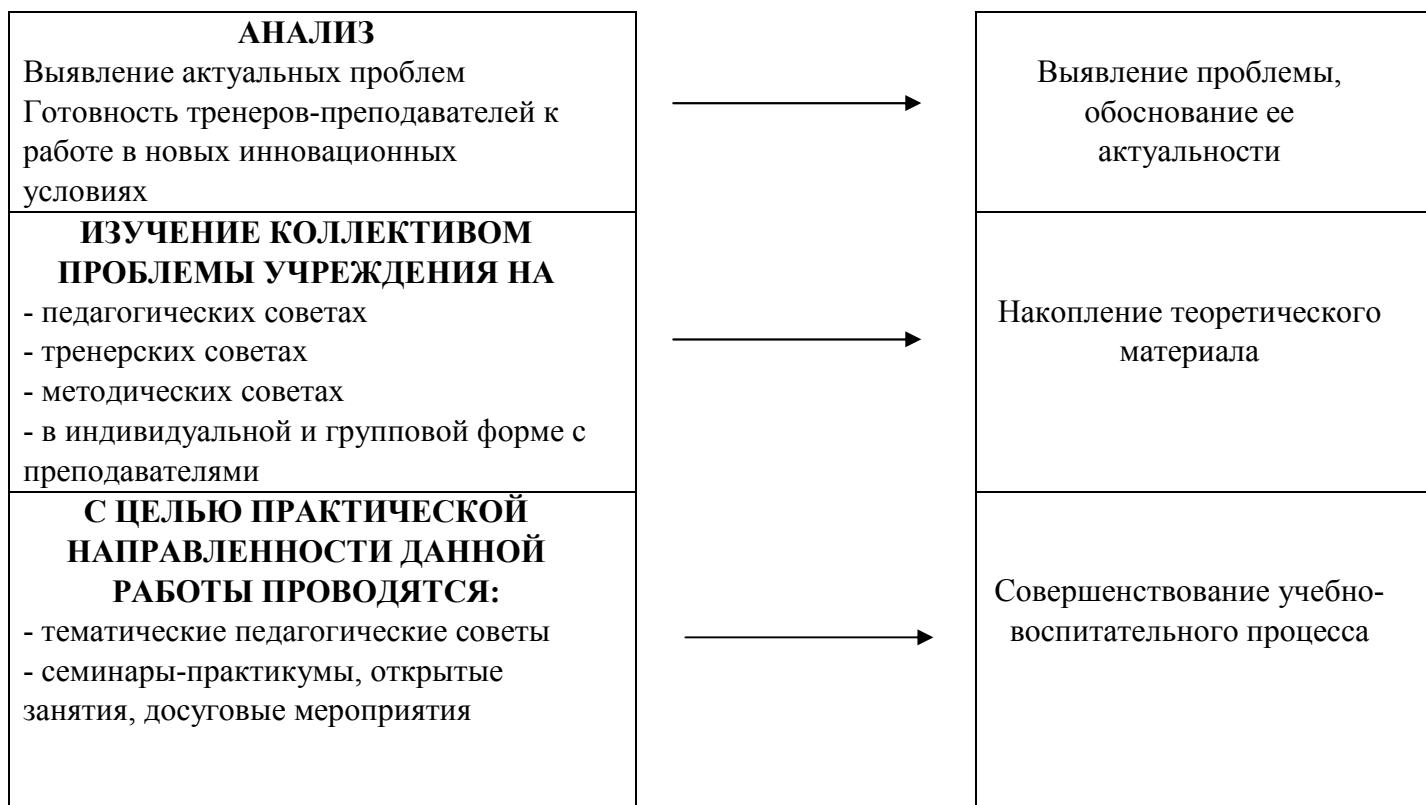 АНАЛИЗ
Выявление актуальных проблем
Готовность тренеров-преподавателей к
работе в новых инновационных
условиях
Выявление проблемы,
обоснование ее
актуальности
ИЗУЧЕНИЕ КОЛЛЕКТИВОМ
ПРОБЛЕМЫ УЧРЕЖДЕНИЯ НА
- педагогических советах
- тренерских советах
- методических советах
- в индивидуальной и групповой форме с
преподавателями
Накопление теоретического
материала
С ЦЕЛЬЮ ПРАКТИЧЕСКОЙ
НАПРАВЛЕННОСТИ ДАННОЙ
РАБОТЫ ПРОВОДЯТСЯ:
- тематические педагогические советы
- семинары-практикумы, открытые
занятия, досуговые мероприятия
Совершенствование учебно-
воспитательного процесса